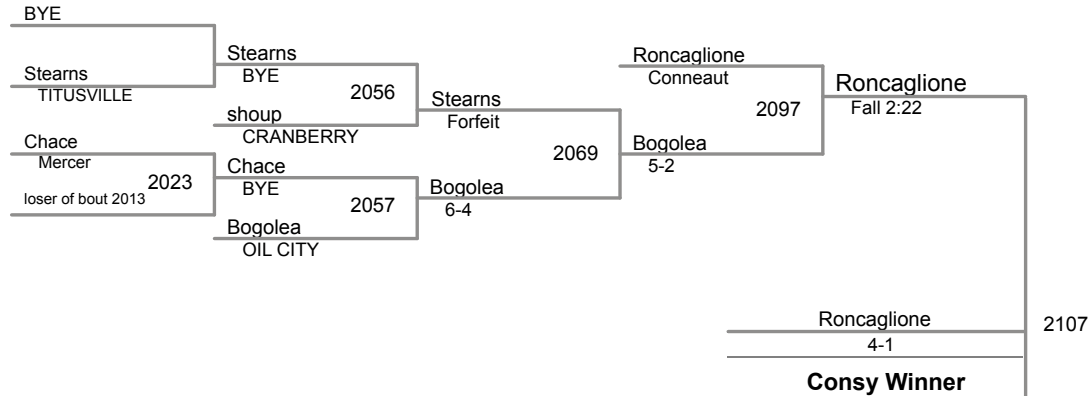 BYE
Stearns
TITUSVILLE
Chace
Mercer
2023
loser of bout 2013
Stearns
BYE
2056
shoup
CRANBERRY
Chace
BYE
2057
Bogolea
OIL CITY
Stearns
Forfeit
2069
Bogolea
6-4
Roncaglione
Conneaut
2097
Bogolea
5-2
Roncaglione
Fall 2:22
Roncaglione
4-1
Consy Winner
2107